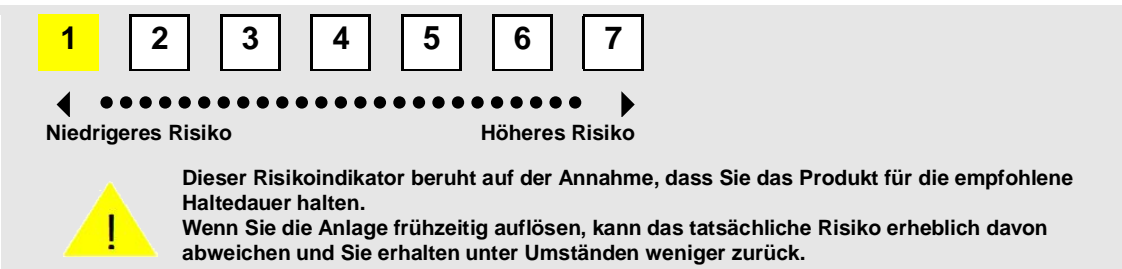 1 2 3 4 5 6 7
Niedrigeres Risiko Höheres Risiko
Dieser Risikoindikator beruht auf der Annahme, dass Sie das Produkt für die empfohlene
Haltedauer halten.
Wenn Sie die Anlage frühzeitig auflösen, kann das tatsächliche Risiko erheblich davon
abweichen und Sie erhalten unter Umständen weniger zurück.
!